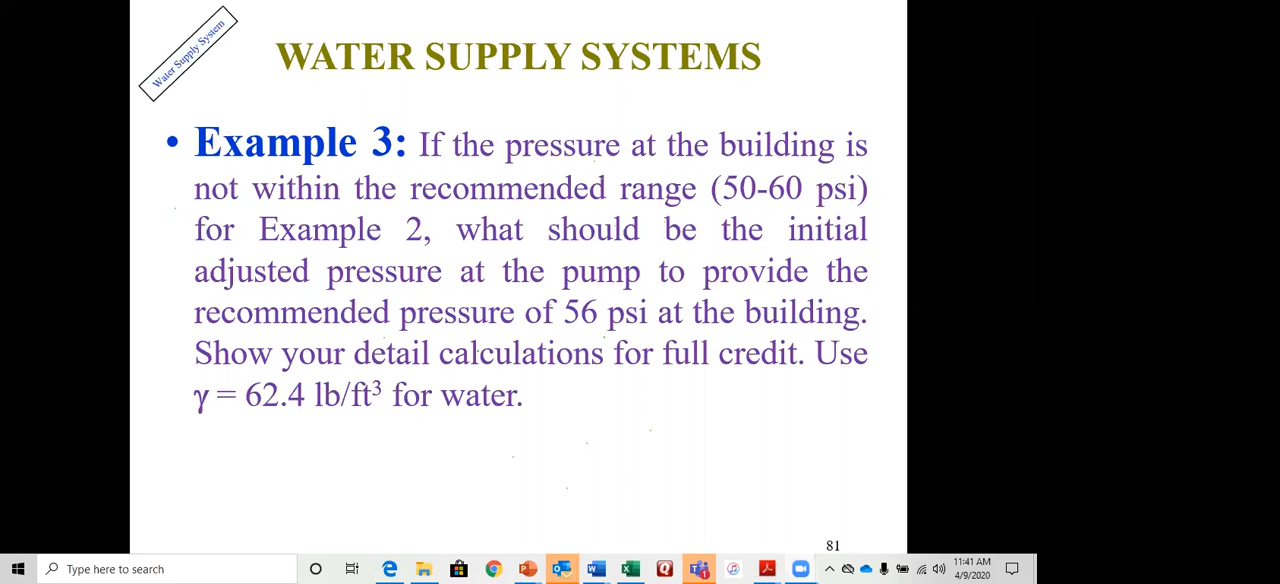 Water Supply System
WATER SUPPLY SYSTEMS
• Example 3: If the pressure at the building is
not within the recommended range (50-60 psi)
for Example 2, what should be the initial
adjusted pressure at the pump to provide the
recommended pressure of 56 psi at the building.
Show your detail calculations for full credit. Use
γ = 62.4 lb/ft³ for water.
81
Type here to search
11:41 AM
4/9/2020